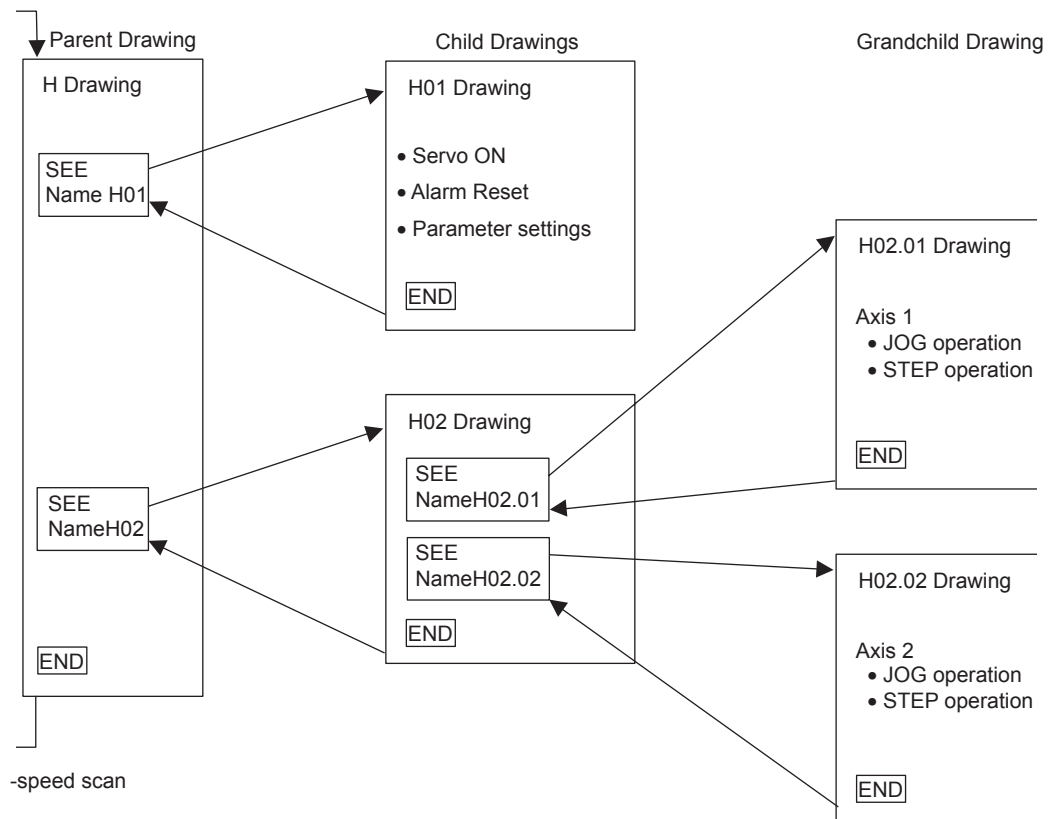 Parent Drawing
H Drawing
SEE
Name H01
SEE
NameH02
END
-speed scan
Child Drawings
H01 Drawing
• Servo ON
• Alarm Reset
• Parameter settings
END
H02 Drawing
SEE
NameH02.01
SEE
NameH02.02
END
Grandchild Drawing
H02.01 Drawing
Axis 1
• JOG operation
• STEP operation
END
H02.02 Drawing
Axis 2
• JOG operation
• STEP operation
END